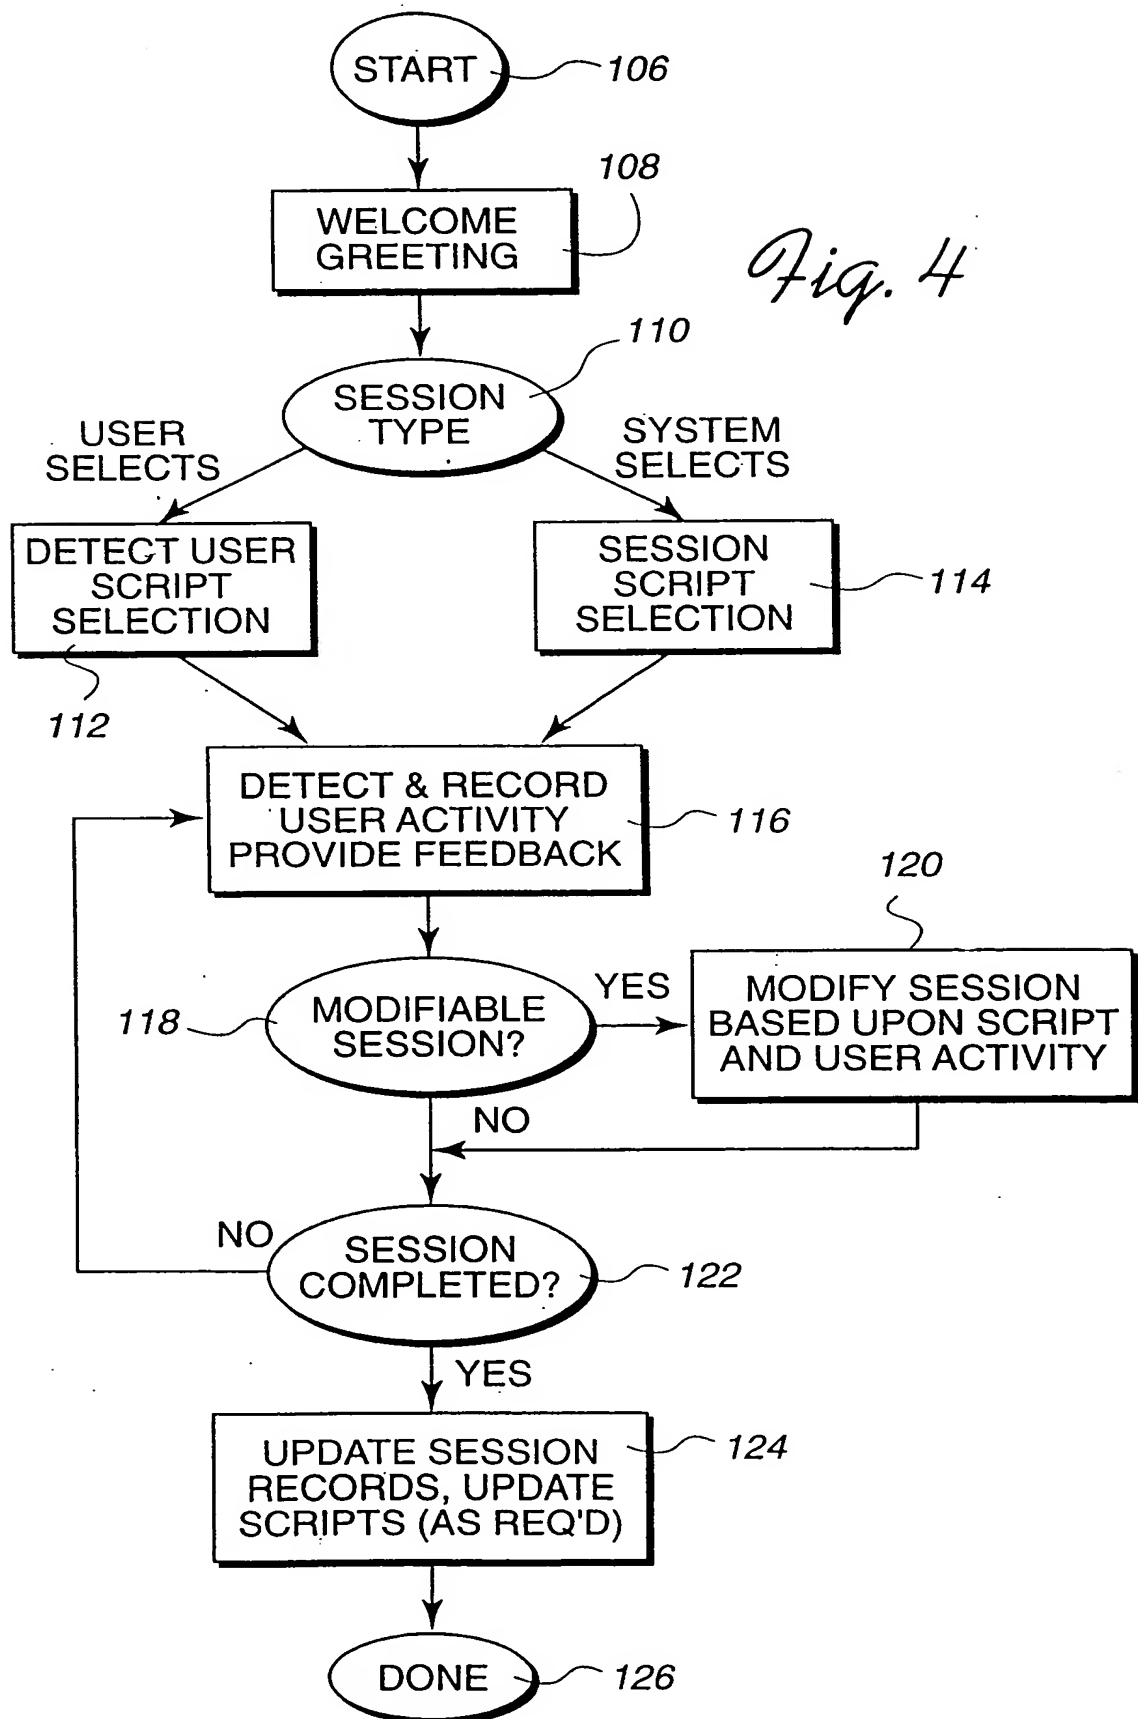 START
106
108
WELCOME
GREETING
Fig. 4
110
SESSION
TYPE
USER
SELECTS
SYSTEM
SELECTS
DETECT USER
SCRIPT
SELECTION
112
SESSION
SCRIPT
SELECTION
114
DETECT & RECORD
USER ACTIVITY
PROVIDE FEEDBACK
116
118
MODIFIABLE
SESSION?
YES
120
MODIFY SESSION
BASED UPON SCRIPT
AND USER ACTIVITY
NO
NO
SESSION
COMPLETED?
122
YES
UPDATE SESSION
RECORDS, UPDATE
SCRIPTS (AS REQ'D)
124
DONE
126